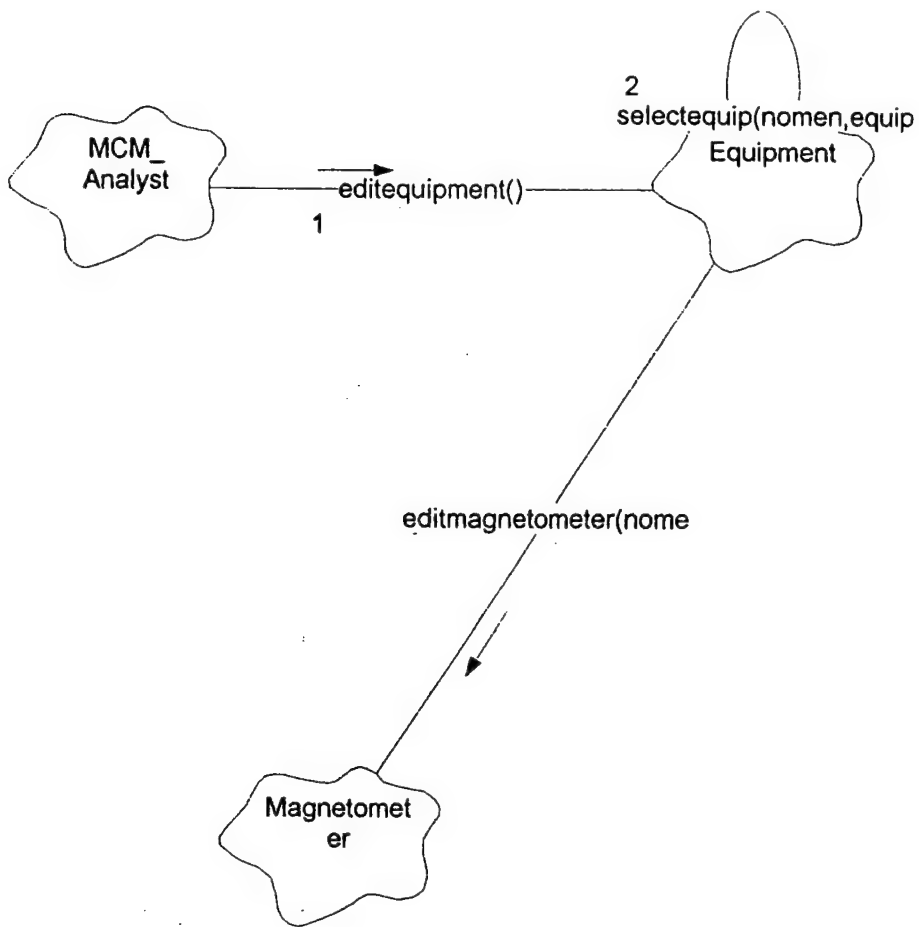 2
selectequip(nomen,equip
MCM_
Analyst
Equipment
editequipment()
1
editmagnetometer(nome
Magnetomet
er